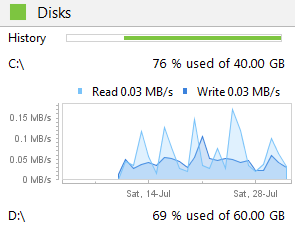 Disks
History
C:\ 76 % used of 40.00 GB
Read 0.03 MB/s Write 0.03 MB/s
0.15 MB/s
0.10 MB/s
0.05 MB/s
0 MB/s
Sat, 14-Jul Sat, 28-Jul
D:\ 69 % used of 60.00 GB